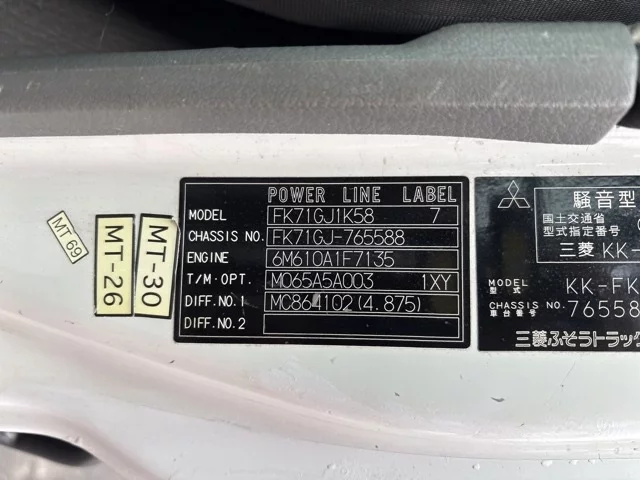 POWER LINE LABEL
MODEL FK71GJ1K58 7
CHASSIS NO. FK71GJ-765588
ENGINE 6M610A1F7135
T/M·OPT. M065A5A003 1XY
DIFF.NO.1 MC864102(4.875)
DIFF.NO.2
MT 69
MT-26
MT-30
騒音型
国土交通省
型式指定番号
三菱 KK-
MODEL 型式 KK-FK
CHASSIS NO. 車台番号 76558
三菱ふそうトラック